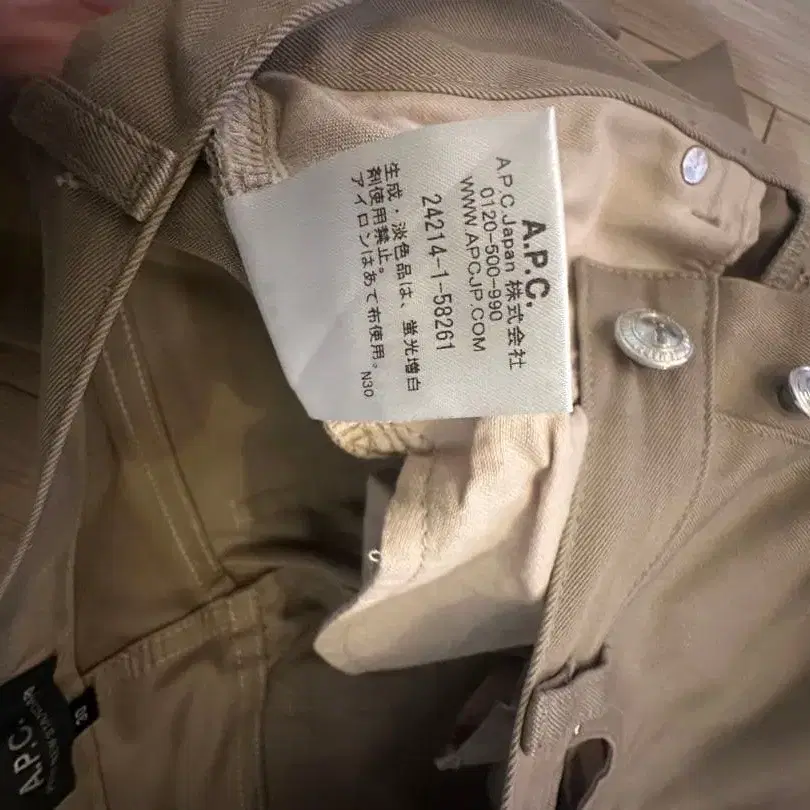 A.P.C.
A.P.C.Japan 株式会社
0120-500-990
WWW.APCJP.COM
24214-1-58261
生成・淡色品は、蛍光増白
剤使用禁止。
アイロンはあて布使用。
N30
A.P.C.
30